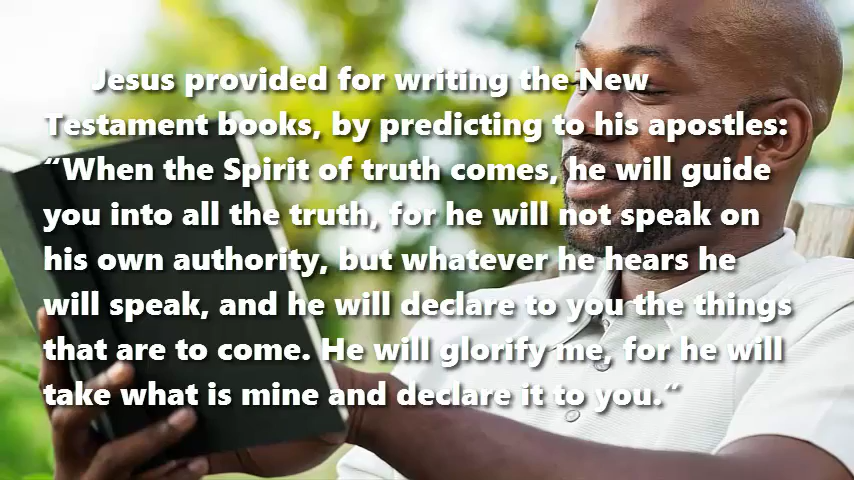 Jesus provided for writing the New
Testament books, by predicting to his apostles:
“When the Spirit of truth comes, he will guide
you into all the truth, for he will not speak on
his own authority, but whatever he hears he
will speak, and he will declare to you the things
that are to come. He will glorify me, for he will
take what is mine and declare it to you.”